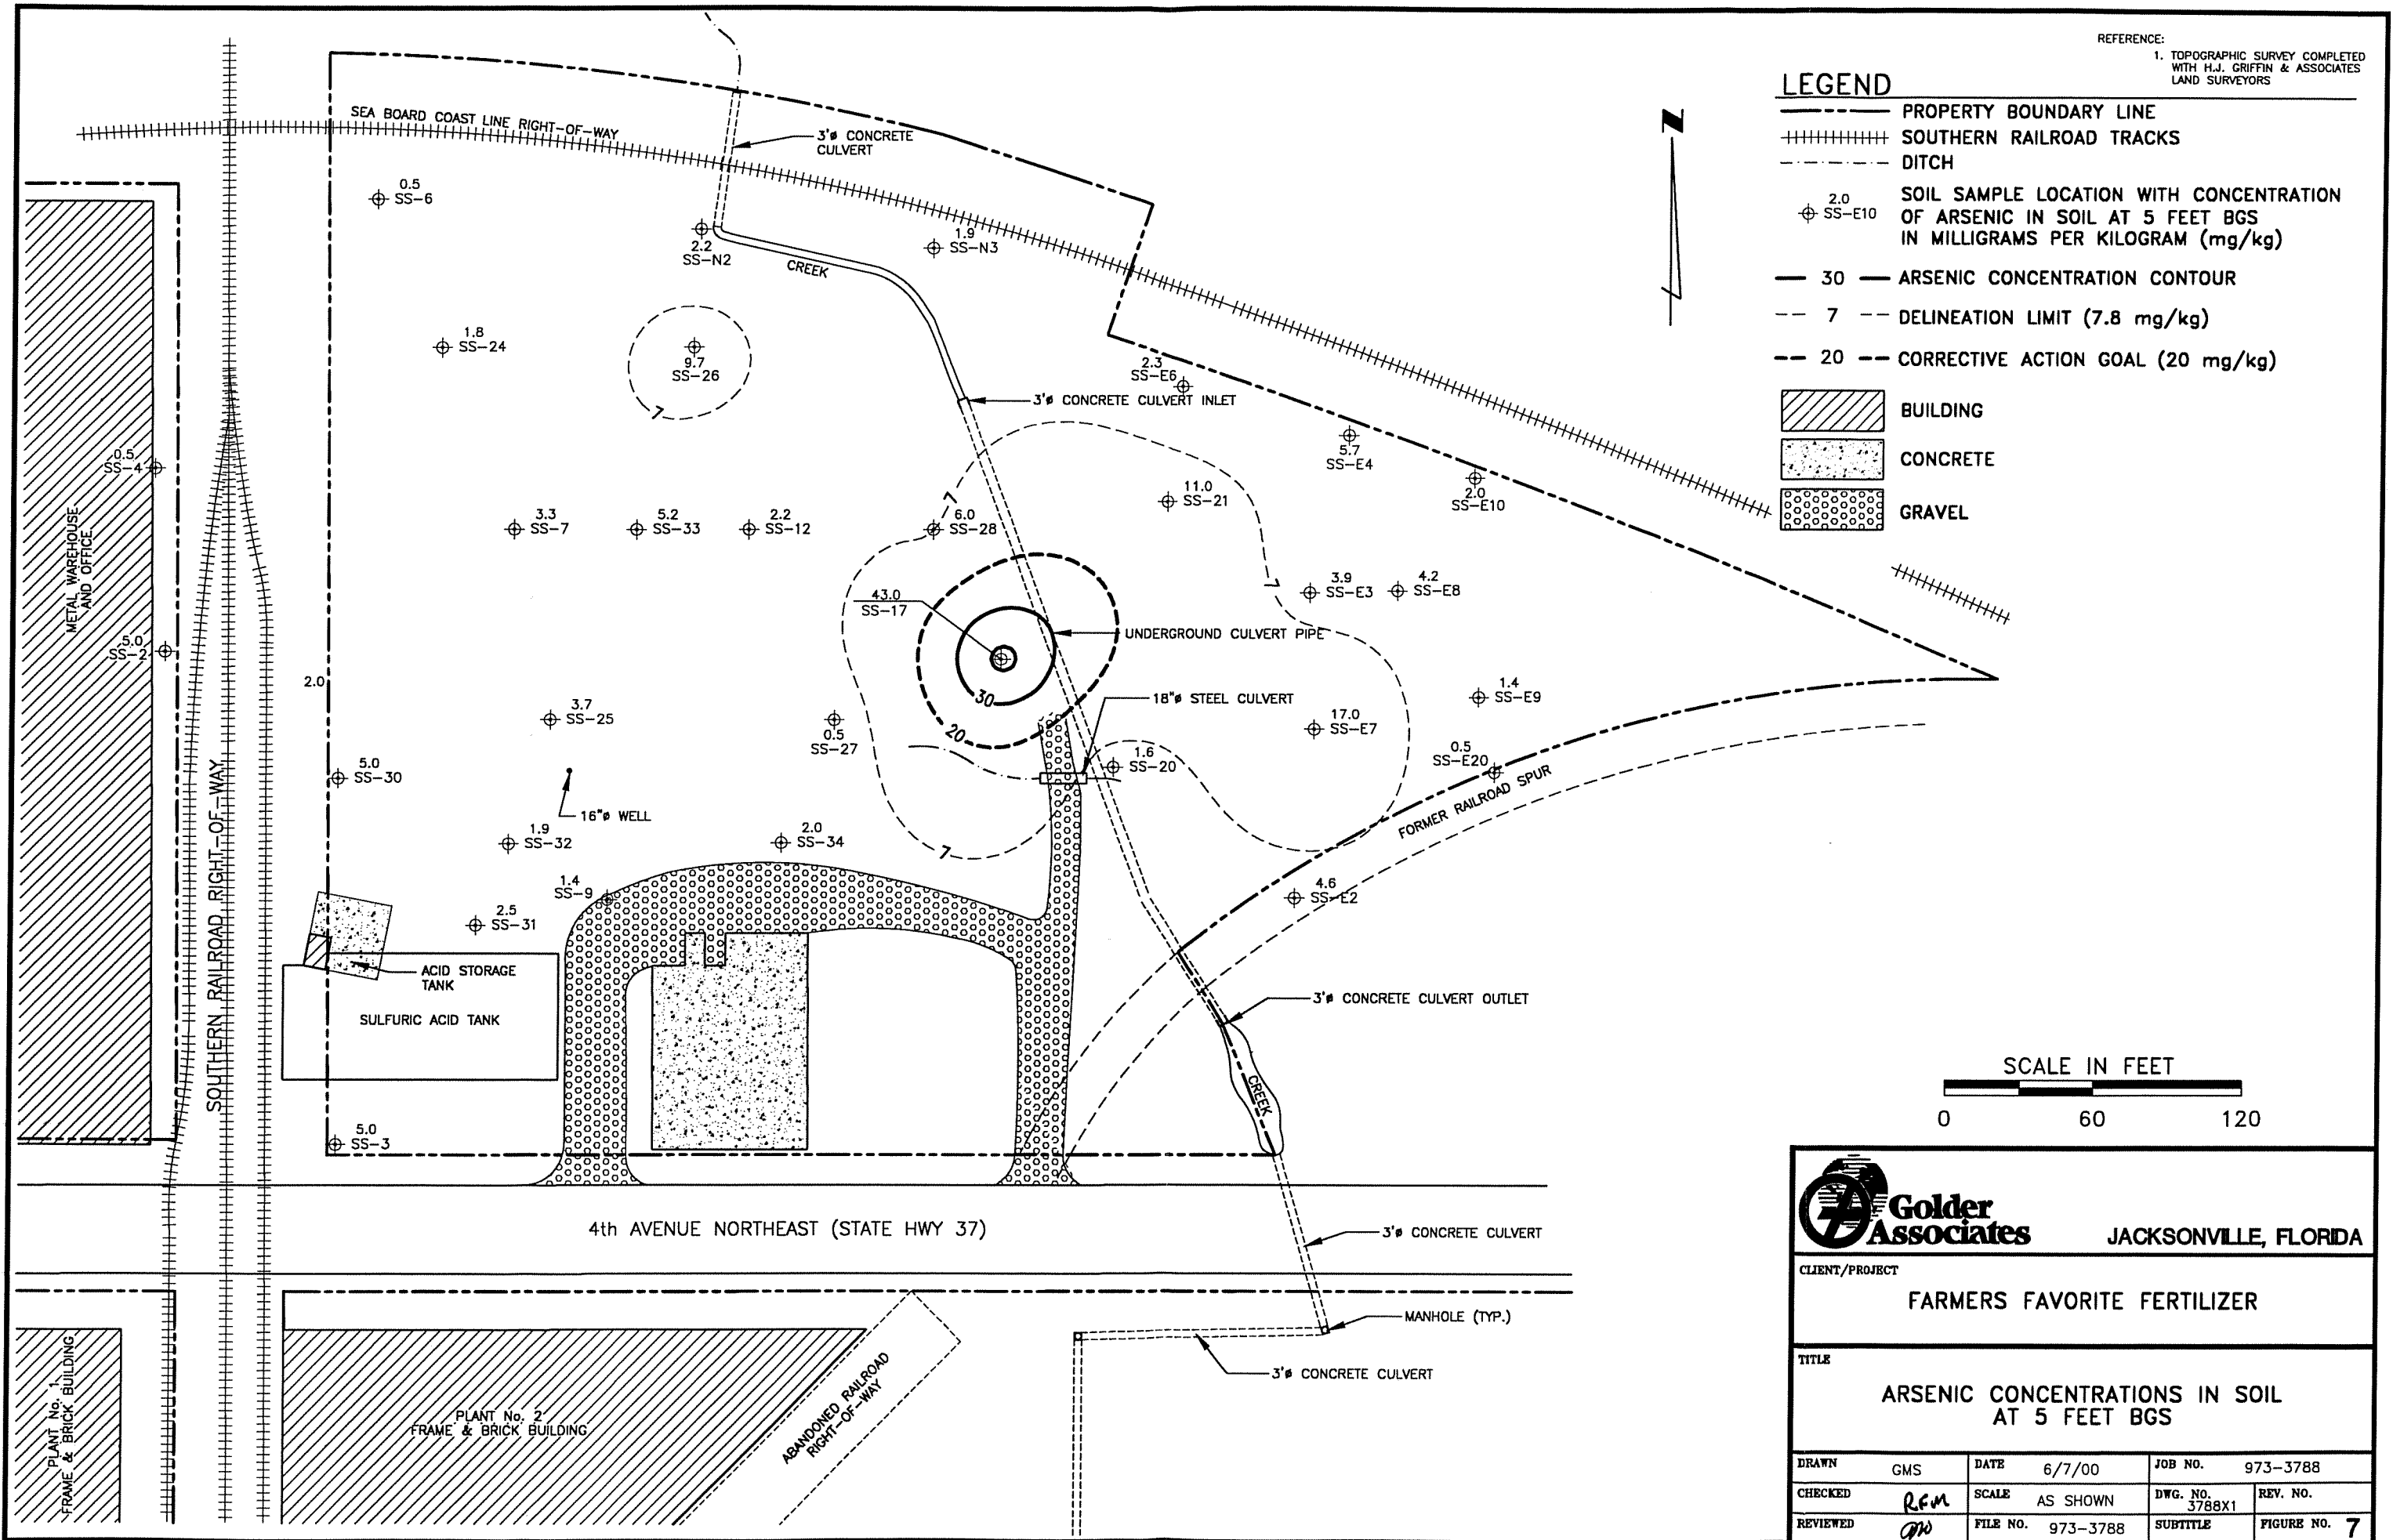 REFERENCE:
1. TOPOGRAPHIC SURVEY COMPLETED
WITH H.J. GRIFFIN & ASSOCIATES
LAND SURVEYORS
LEGEND
PROPERTY BOUNDARY LINE
SOUTHERN RAILROAD TRACKS
DITCH
2.0
SS-E10
SOIL SAMPLE LOCATION WITH CONCENTRATION
OF ARSENIC IN SOIL AT 5 FEET BGS
IN MILLIGRAMS PER KILOGRAM (mg/kg)
30
ARSENIC CONCENTRATION CONTOUR
7
DELINEATION LIMIT (7.8 mg/kg)
20
CORRECTIVE ACTION GOAL (20 mg/kg)
BUILDING
CONCRETE
GRAVEL
N
SEA BOARD COAST LINE RIGHT-OF-WAY
3'ø CONCRETE
CULVERT
0.5
SS-6
2.2
SS-N2
1.9
SS-N3
CREEK
1.8
SS-24
9.7
SS-26
7
2.3
SS-E6
3'ø CONCRETE CULVERT INLET
0.5
SS-4
5.7
SS-E4
2.0
SS-E10
11.0
SS-21
7
METAL WAREHOUSE
AND OFFICE
3.3
SS-7
5.2
SS-33
2.2
SS-12
6.0
SS-28
7
3.9
SS-E3
4.2
SS-E8
43.0
SS-17
UNDERGROUND CULVERT PIPE
5.0
SS-2
2.0
30
20
18"ø STEEL CULVERT
1.4
SS-E9
3.7
SS-25
0.5
SS-27
17.0
SS-E7
5.0
SS-30
1.6
SS-20
0.5
SS-E20
16"ø WELL
FORMER RAILROAD SPUR
1.9
SS-32
2.0
SS-34
7
1.4
SS-9
4.6
SS-E2
2.5
SS-31
SOUTHERN RAILROAD RIGHT-OF-WAY
ACID STORAGE
TANK
SULFURIC ACID TANK
3'ø CONCRETE CULVERT OUTLET
CREEK
5.0
SS-3
SCALE IN FEET
0 60 120
4th AVENUE NORTHEAST (STATE HWY 37)
3'ø CONCRETE CULVERT
MANHOLE (TYP.)
3'ø CONCRETE CULVERT
PLANT No. 1
FRAME & BRICK BUILDING
PLANT No. 2
FRAME & BRICK BUILDING
ABANDONED RAILROAD
RIGHT-OF-WAY
Golder
Associates
JACKSONVILLE, FLORIDA
CLIENT/PROJECT
FARMERS FAVORITE FERTILIZER
TITLE
ARSENIC CONCENTRATIONS IN SOIL
AT 5 FEET BGS
DRAWN GMS DATE 6/7/00 JOB NO. 973-3788
CHECKED RFM SCALE AS SHOWN DWG. NO. 3788X1 REV. NO.
REVIEWED FILE NO. 973-3788 SUBTITLE FIGURE NO. 7